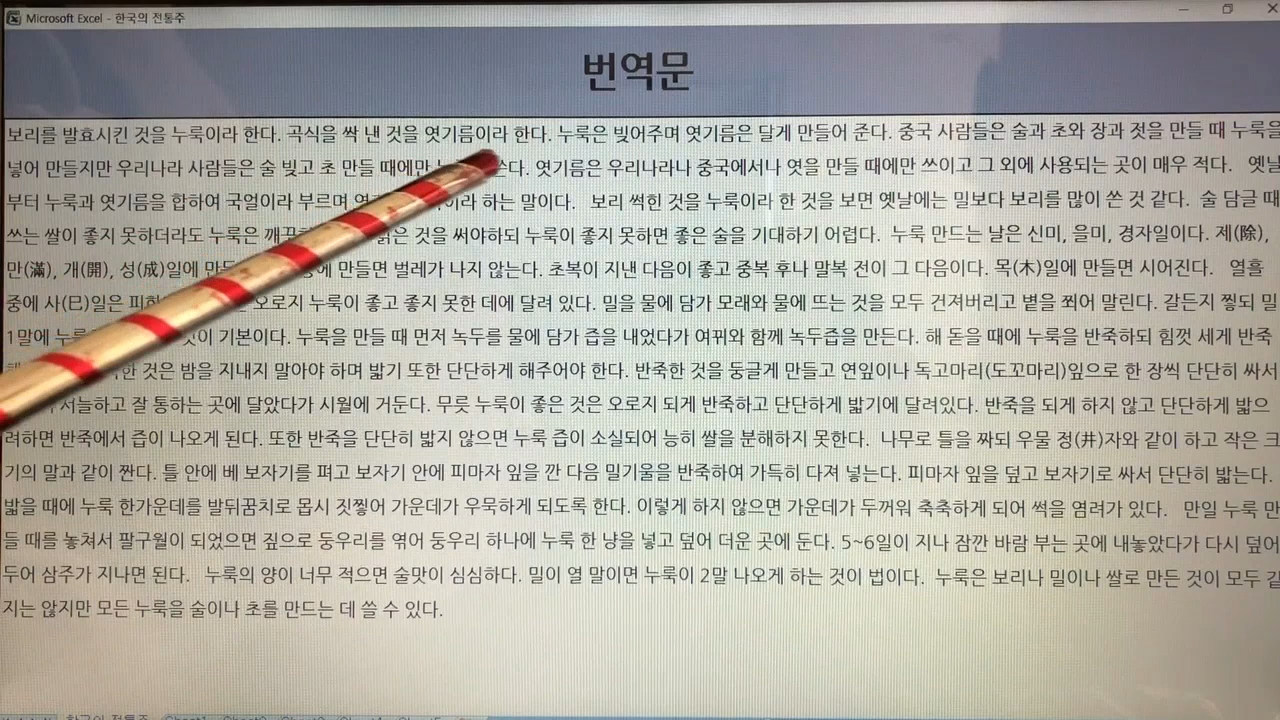 Microsoft Excel - 한국의 전통주
번역문
보리를 발효시킨 것을 누룩이라 한다. 곡식을 싹 낸 것을 엿기름이라 한다. 누룩은 빚어주며 엿기름은 달게 만들어 준다. 중국 사람들은 술과 초와 장과 젓을 만들 때 누룩을
넣어 만들지만 우리나라 사람들은 술 빚고 초 만들 때에만 쓴다. 엿기름은 우리나라나 중국에서나 엿을 만들 때에만 쓰이고 그 외에 사용되는 곳이 매우 적다. 옛날
부터 누룩과 엿기름을 합하여 국얼이라 부르며 하는 말이다. 보리 썩힌 것을 누룩이라 한 것을 보면 옛날에는 밀보다 보리를 많이 쓴 것 같다. 술 담글 때
쓰는 쌀이 좋지 못하더라도 누룩은 것을 써야하되 누룩이 좋지 못하면 좋은 술을 기대하기 어렵다. 누룩 만드는 날은 신미, 을미, 경자일이다. 제(除),
만(滿), 개(開), 성(成)일에 만들면 벌레가 나지 않는다. 초복이 지낸 다음이 좋고 중복 후나 말복 전이 그 다음이다. 목(木)일에 만들면 시어진다. 열흘
중에 사(巳)일은 오로지 누룩이 좋고 좋지 못한 데에 달려 있다. 밀을 물에 담가 모래와 물에 뜨는 것을 모두 건져버리고 볕을 쬐어 말린다. 갈든지 찧되 밀
1말에 기본이다. 누룩을 만들 때 먼저 녹두를 물에 담가 즙을 내었다가 여뀌와 함께 녹두즙을 만든다. 해 돋을 때에 누룩을 반죽하되 힘껏 세게 반죽
것은 밤을 지내지 말아야 하며 밟기 또한 단단하게 해주어야 한다. 반죽한 것을 둥글게 만들고 연잎이나 독고마리(도꼬마리)잎으로 한 장씩 단단히 싸서
서늘하고 잘 통하는 곳에 달았다가 시월에 거둔다. 무릇 누룩이 좋은 것은 오로지 되게 반죽하고 단단하게 밟기에 달려있다. 반죽을 되게 하지 않고 단단하게 밟으
려하면 반죽에서 즙이 나오게 된다. 또한 반죽을 단단히 밟지 않으면 누룩 즙이 소실되어 능히 쌀을 분해하지 못한다. 나무로 틀을 짜되 우물 정(井)자와 같이 하고 작은 크
기의 말과 같이 짠다. 틀 안에 베 보자기를 펴고 보자기 안에 피마자 잎을 깐 다음 밀기울을 반죽하여 가득히 다져 넣는다. 피마자 잎을 덮고 보자기로 싸서 단단히 밟는다.
밟을 때에 누룩 한가운데를 발뒤꿈치로 몹시 짓찧어 가운데가 우묵하게 되도록 한다. 이렇게 하지 않으면 가운데가 두꺼워 축축하게 되어 썩을 염려가 있다. 만일 누룩 만
들 때를 놓쳐서 팔구월이 되었으면 짚으로 둥우리를 엮어 둥우리 하나에 누룩 한 냥을 넣고 덮어 더운 곳에 둔다. 5~6일이 지나 잠깐 바람 부는 곳에 내놓았다가 다시 덮어
두어 삼주가 지나면 된다. 누룩의 양이 너무 적으면 술맛이 심심하다. 밀이 열 말이면 누룩이 2말 나오게 하는 것이 법이다. 누룩은 보리나 밀이나 쌀로 만든 것이 모두 같
지는 않지만 모든 누룩을 술이나 초를 만드는 데 쓸 수 있다.